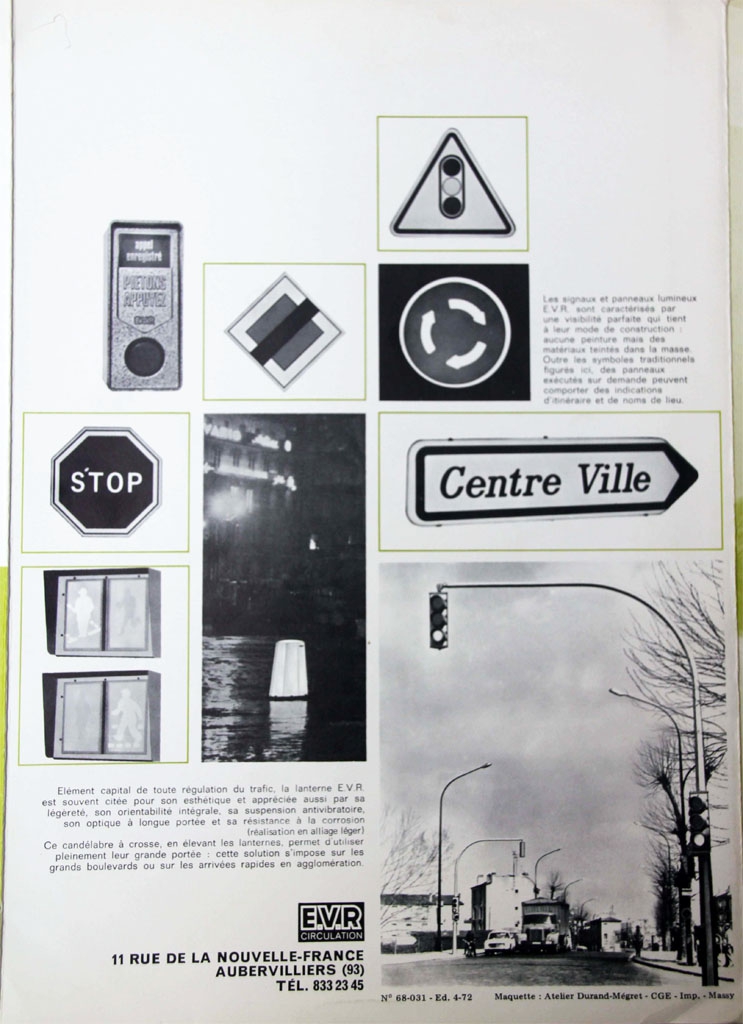 appel
enregistré
PIETONS
APPUYEZ
E.V.R
Les signaux et panneaux lumineux
E.V.R. sont caractérisés par
une visibilité parfaite qui tient
à leur mode de construction :
aucune peinture mais des
matériaux teintés dans la masse.
Outre les symboles traditionnels
figurés ici, des panneaux
exécutés sur demande peuvent
comporter des indications
d'itinéraire et de noms de lieu.
STOP
Centre Ville
Elément capital de toute régulation du trafic, la lanterne E.V.R.
est souvent citée pour son esthétique et appréciée aussi par sa
légèreté, son orientabilité intégrale, sa suspension antivibratoire,
son optique à longue portée et sa résistance à la corrosion
(réalisation en alliage léger)
Ce candélabre à crosse, en élevant les lanternes, permet d'utiliser
pleinement leur grande portée : cette solution s'impose sur les
grands boulevards ou sur les arrivées rapides en agglomération.
E.V.R
CIRCULATION
11 RUE DE LA NOUVELLE-FRANCE
AUBERVILLIERS (93)
TÉL. 833 23 45
N° 68-031 - Ed. 4-72 Maquette : Atelier Durand-Mégret - CGE - Imp. - Massy